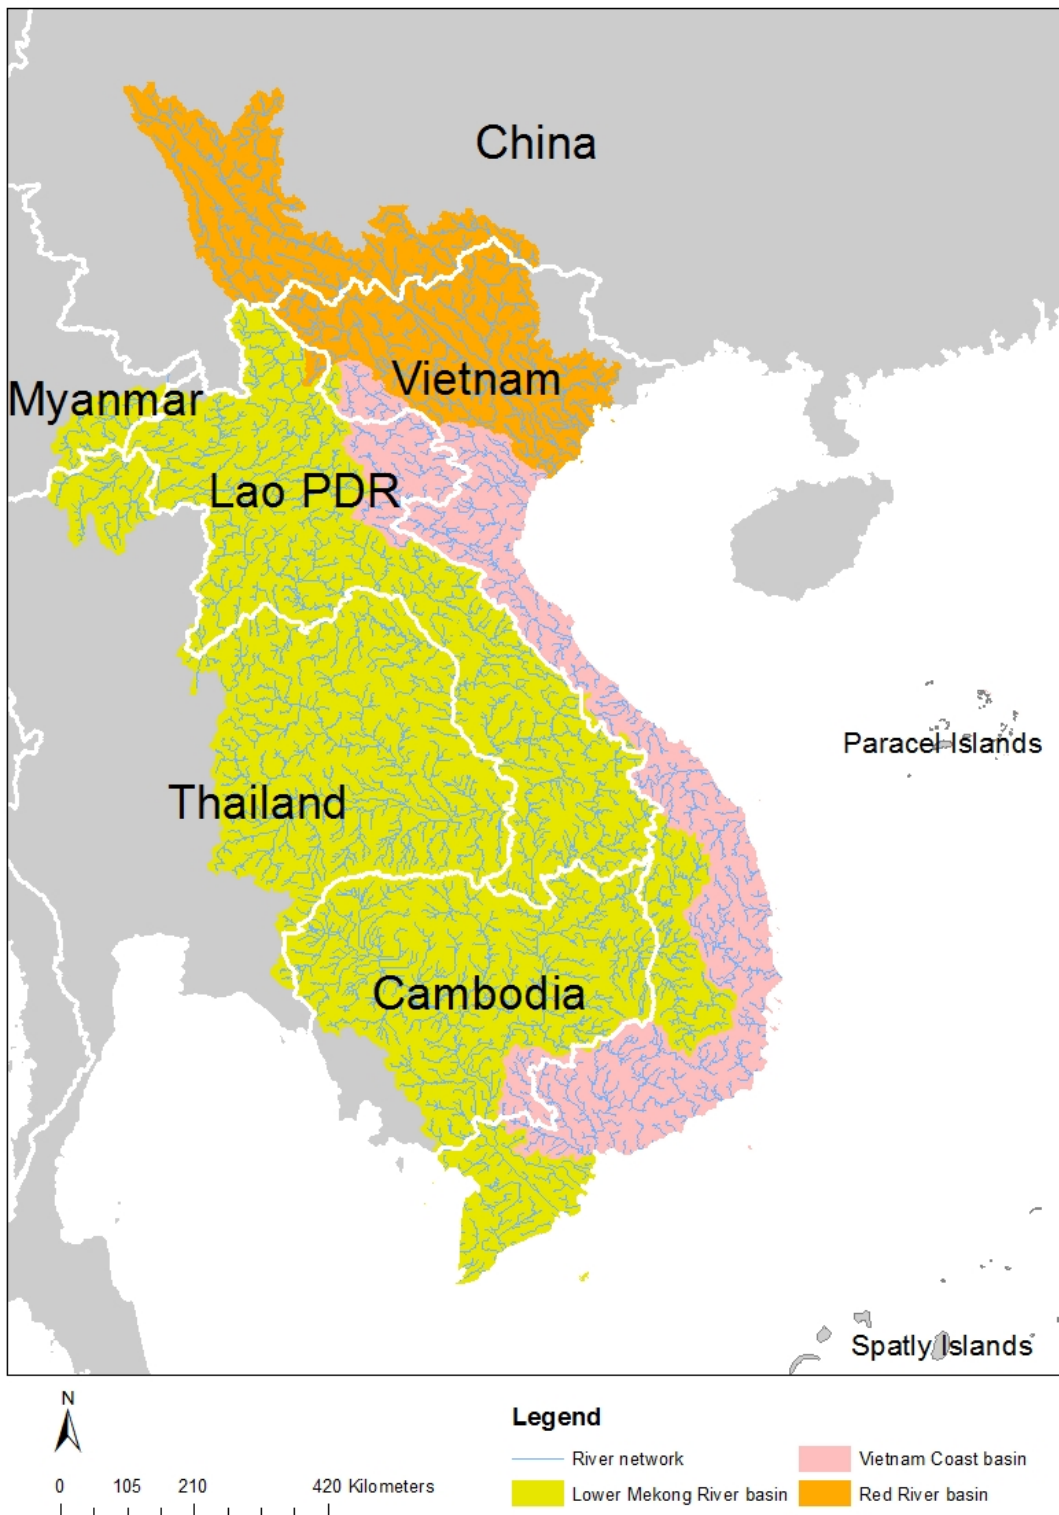 China
Vietnam
Myanmar
Lao PDR
Paracel Islands
Thailand
Cambodia
Spatly Islands
N
0 105 210 420 Kilometers
Legend
River network
Vietnam Coast basin
Lower Mekong River basin
Red River basin